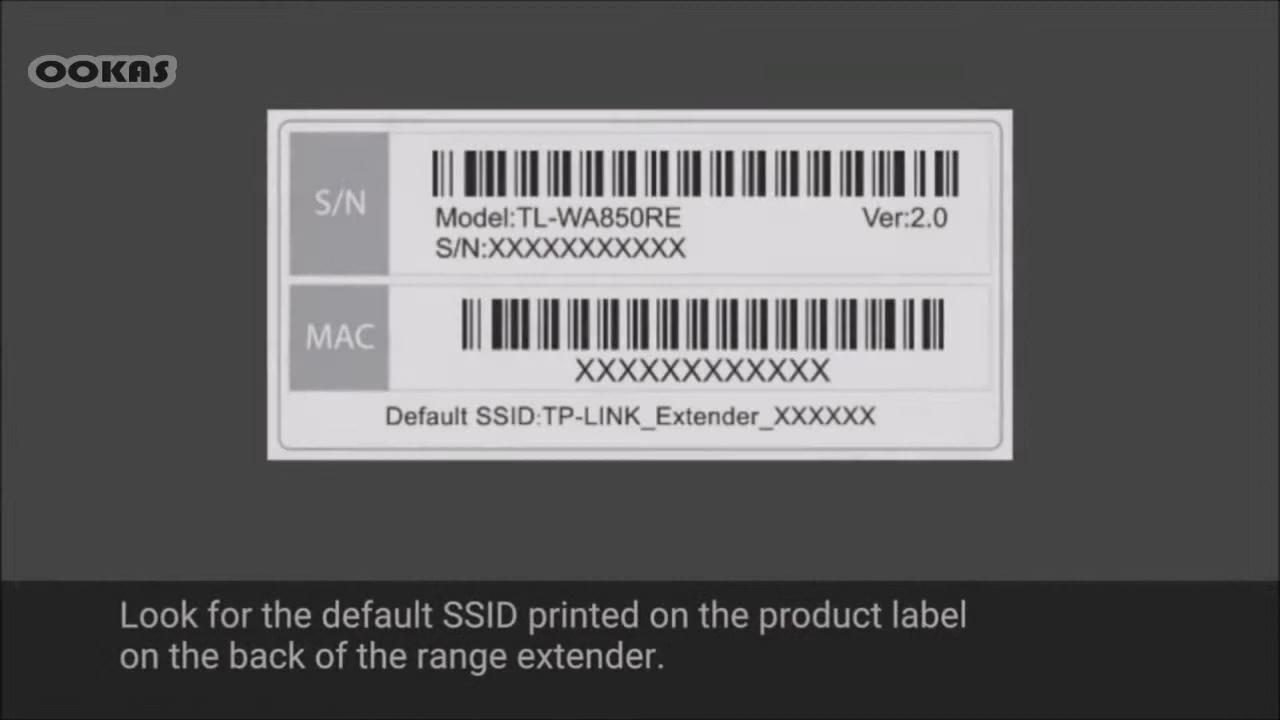 OOKAS
S/N
Model:TL-WA850RE Ver:2.0
S/N:XXXXXXXXXXX
MAC
XXXXXXXXXXXX
Default SSID:TP-LINK_Extender_XXXXXX
Look for the default SSID printed on the product label
on the back of the range extender.